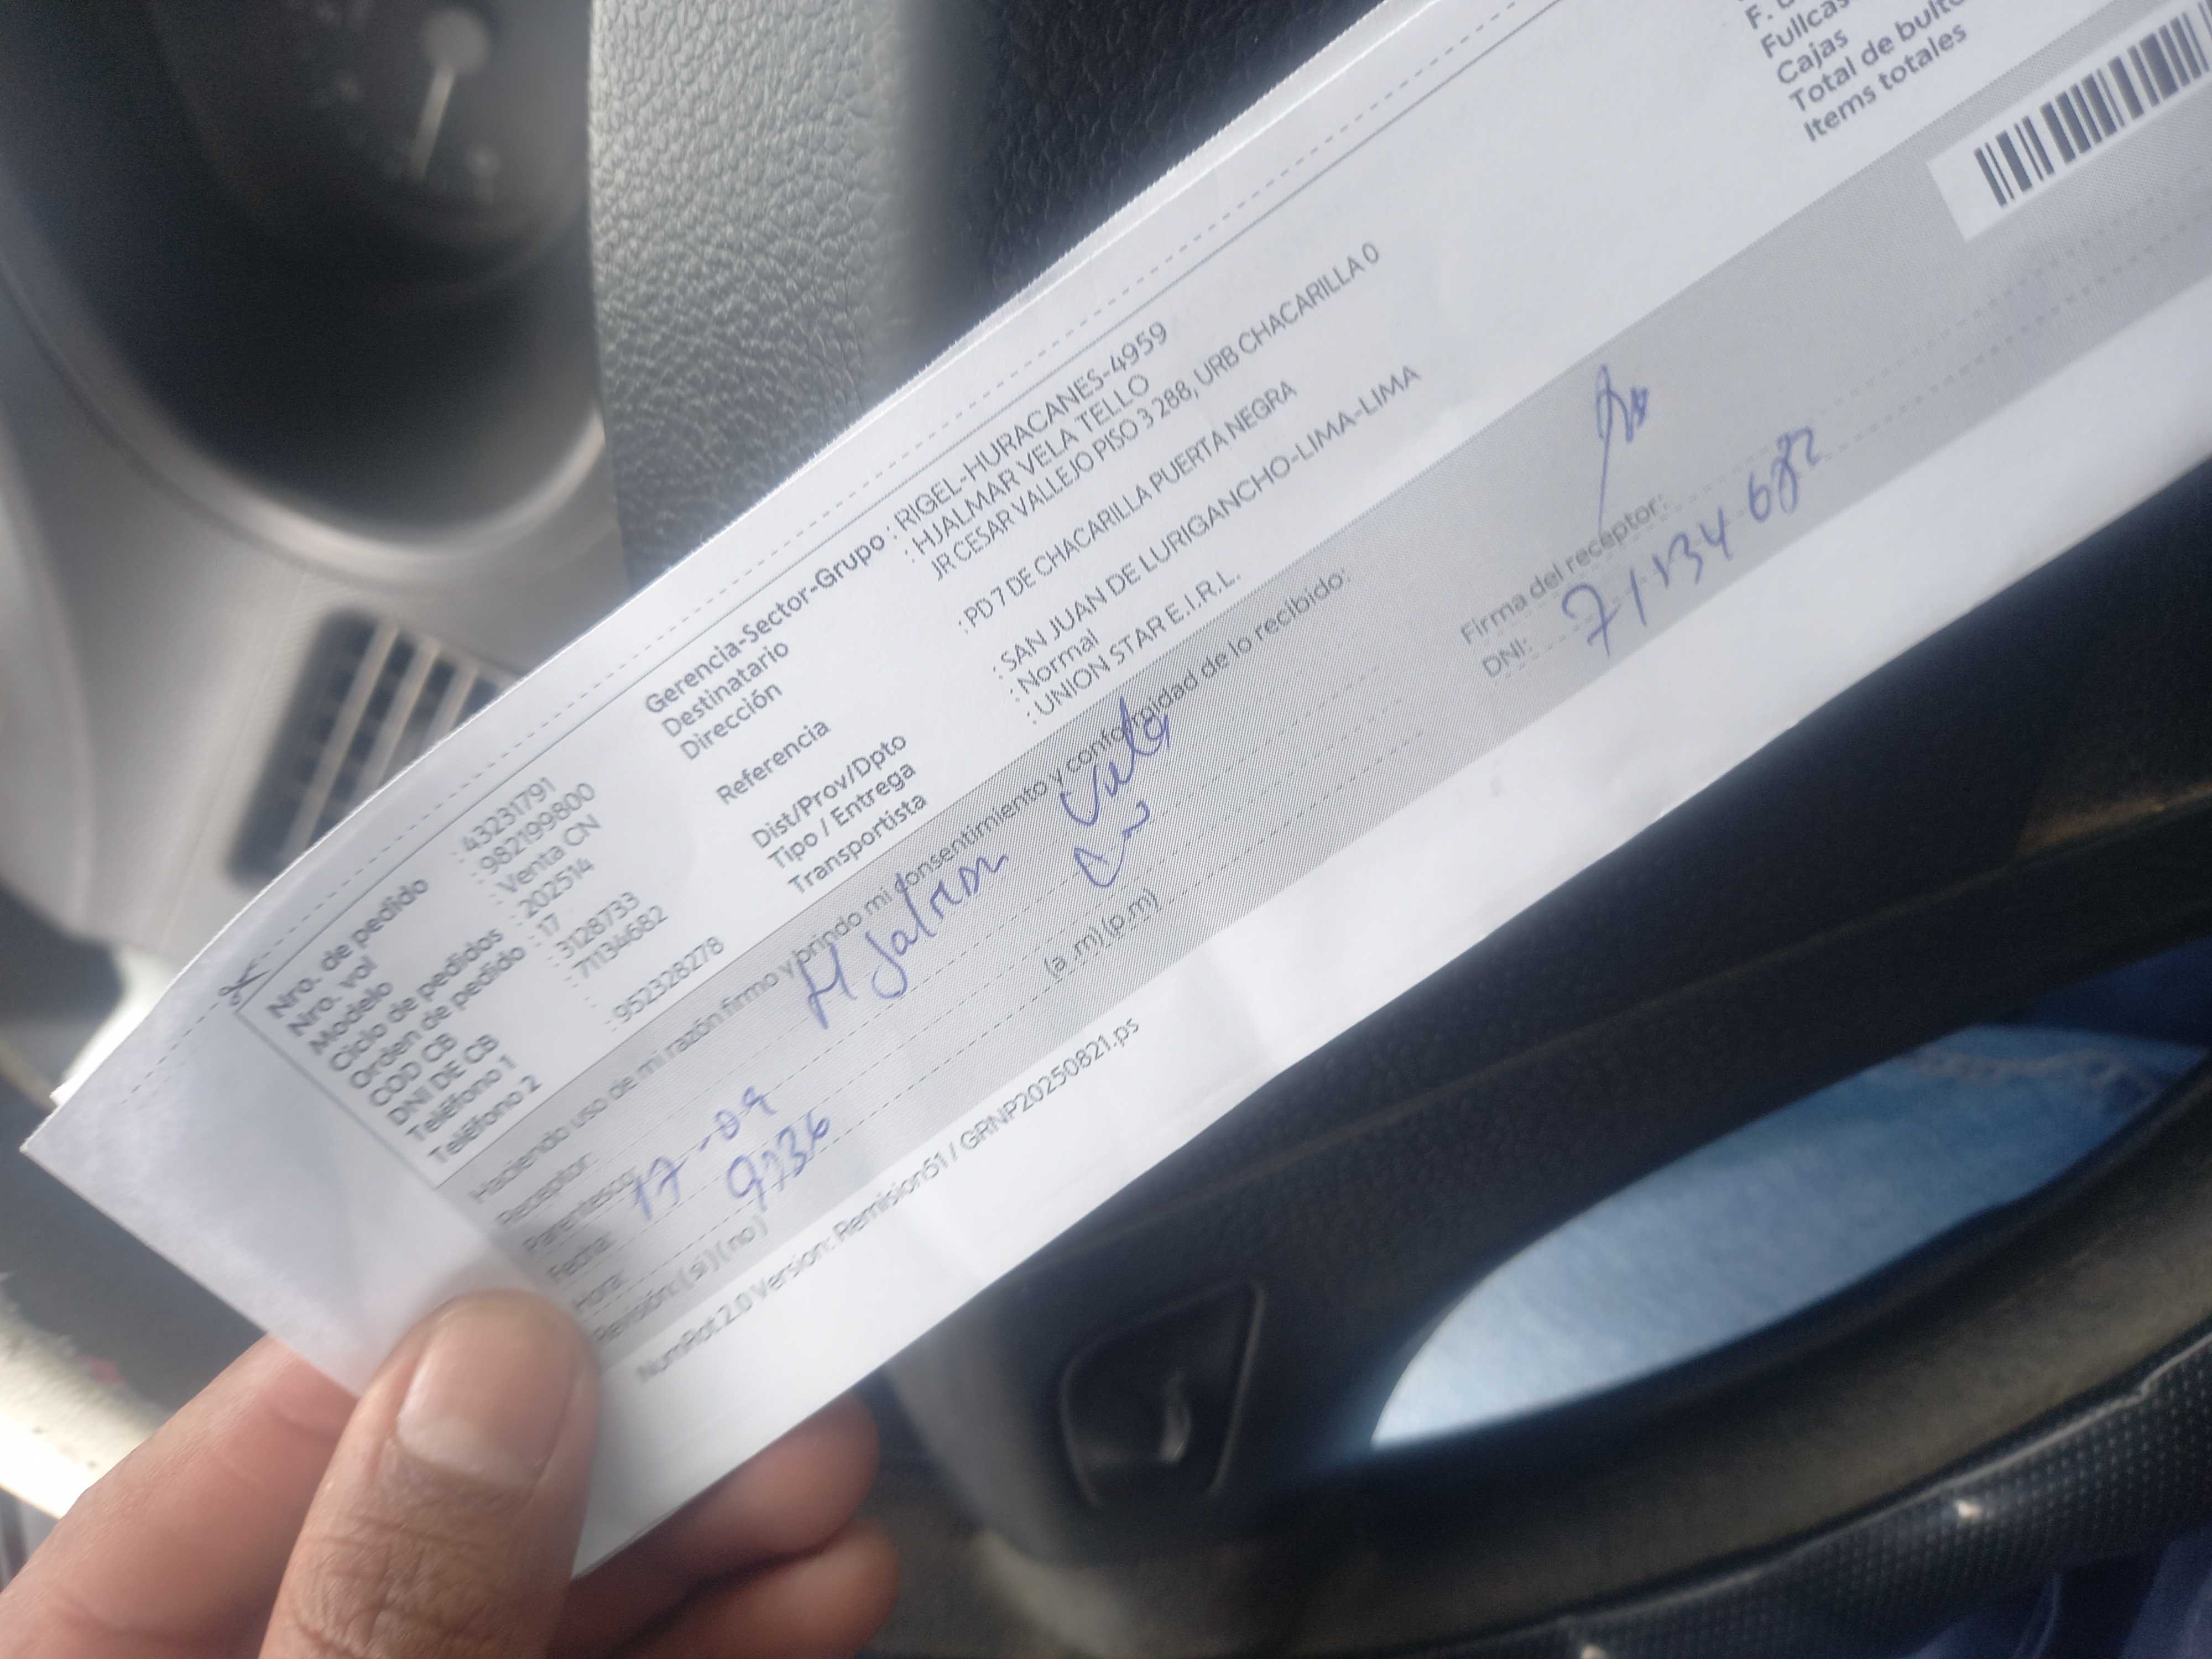 Nro. de pedido : 43231791
Nro. vol : 982199800
Modelo : Venta CN
Ciclo de pedidos : 202514
Orden de pedido : 17
COD CB : 3128733
DNI DE CB : 71134682
Teléfono 1 :
Teléfono 2 : 952328278
Gerencia-Sector-Grupo : RIGEL-HURACANES-4959
Destinatario : HJALMAR VELA TELLO
Dirección JR CESAR VALLEJO PISO 3 288, URB CHACARILLA 0
Referencia : PD 7 DE CHACARILLA PUERTA NEGRA
Dist/Prov/Dpto : SAN JUAN DE LURIGANCHO-LIMA-LIMA
Tipo / Entrega : Normal
Transportista : UNION STAR E.I.R.L.
Fullcas
Cajas
Total de bult
Items totales
Haciendo uso de mi razón firmo y brindo mi consentimiento y conformidad de lo recibido:
Receptor: Vela
Parentesco:
Fecha: 17-09
Hora: (a.m)(p.m)
Revisión: (si)(no)
Firma del receptor:
DNI: 71134682
NumRot 2.0 Version: Remision51 / GRNP20250821.ps